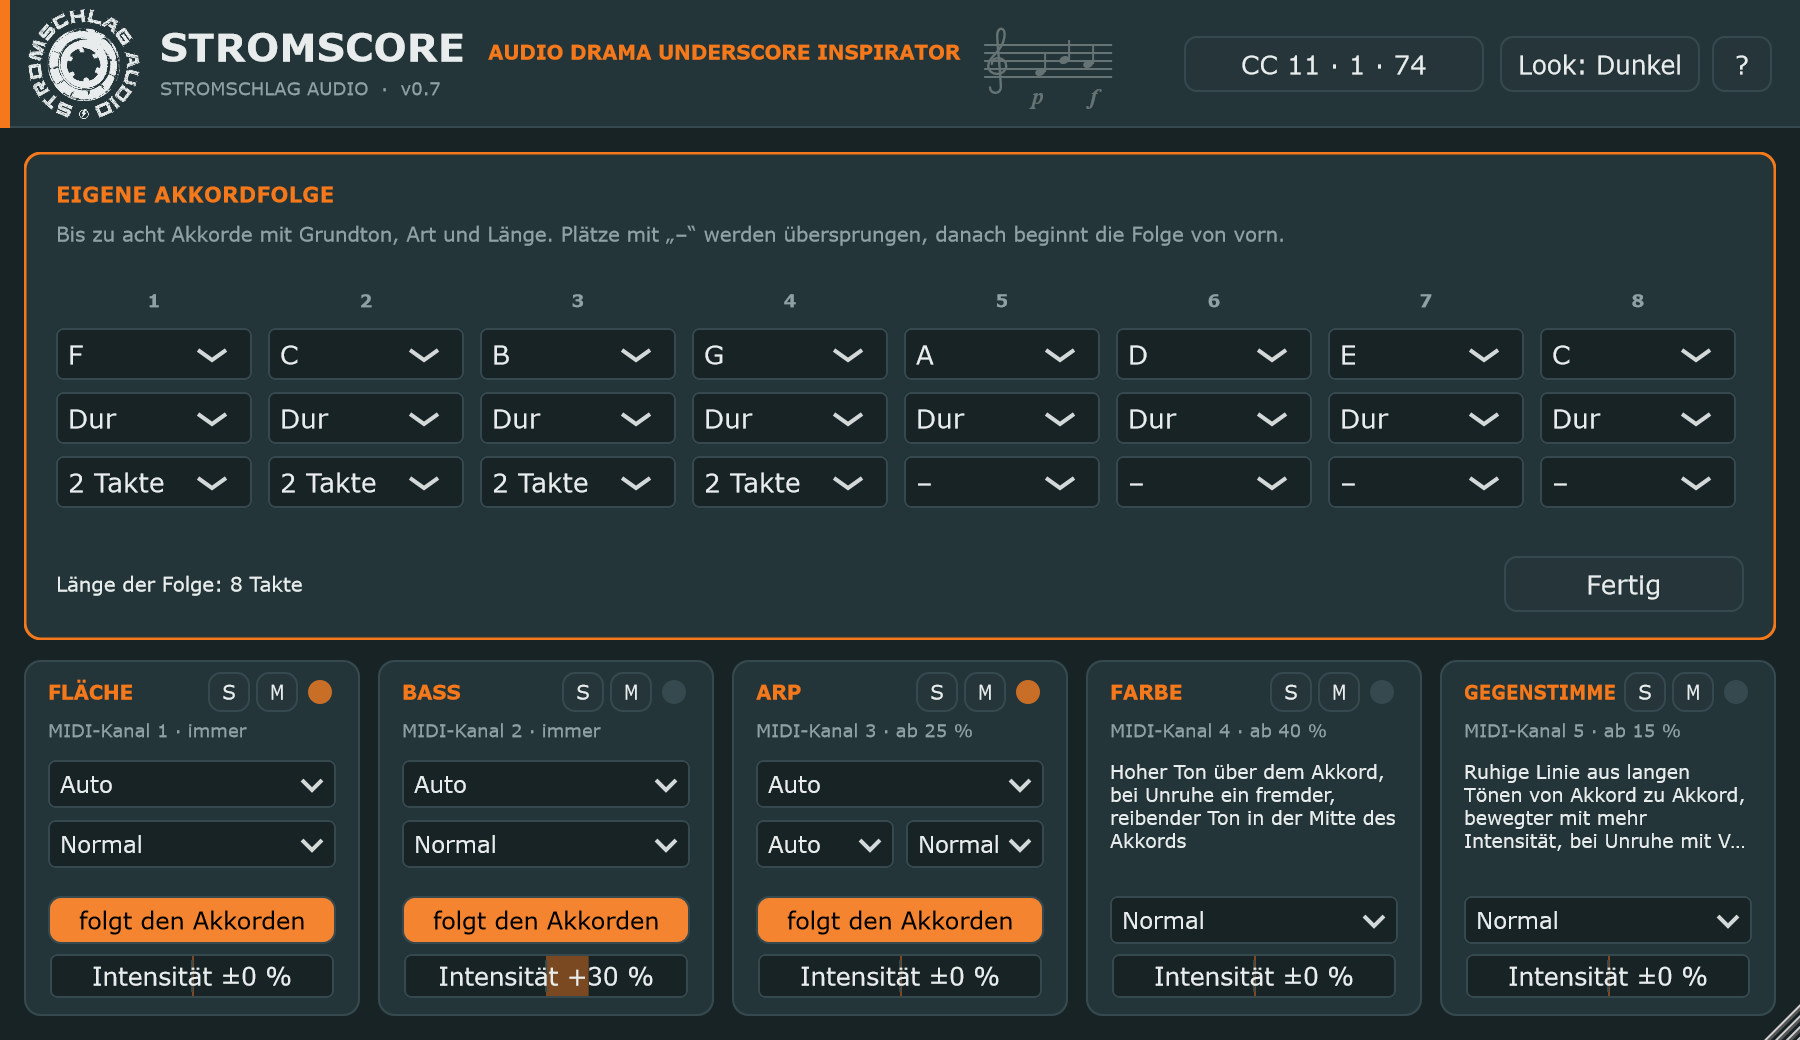 STROMSCHLAG AUDIO
STROMSCORE
AUDIO DRAMA UNDERSCORE INSPIRATOR
STROMSCHLAG AUDIO · v0.7
p f
CC 11 · 1 · 74
Look: Dunkel
?
EIGENE AKKORDFOLGE
Bis zu acht Akkorde mit Grundton, Art und Länge. Plätze mit „–“ werden übersprungen, danach beginnt die Folge von vorn.
1 2 3 4 5 6 7 8
F C B G A D E C
Dur Dur Dur Dur Dur Dur Dur Dur
2 Takte 2 Takte 2 Takte 2 Takte – – – –
Länge der Folge: 8 Takte
Fertig
FLÄCHE S M
MIDI-Kanal 1 · immer
Auto
Normal
folgt den Akkorden
Intensität ±0 %
BASS S M
MIDI-Kanal 2 · immer
Auto
Normal
folgt den Akkorden
Intensität +30 %
ARP S M
MIDI-Kanal 3 · ab 25 %
Auto
Auto Normal
folgt den Akkorden
Intensität ±0 %
FARBE S M
MIDI-Kanal 4 · ab 40 %
Hoher Ton über dem Akkord,
bei Unruhe ein fremder,
reibender Ton in der Mitte des
Akkords
Normal
Intensität ±0 %
GEGENSTIMME S M
MIDI-Kanal 5 · ab 15 %
Ruhige Linie aus langen
Tönen von Akkord zu Akkord,
bewegter mit mehr
Intensität, bei Unruhe mit V...
Normal
Intensität ±0 %